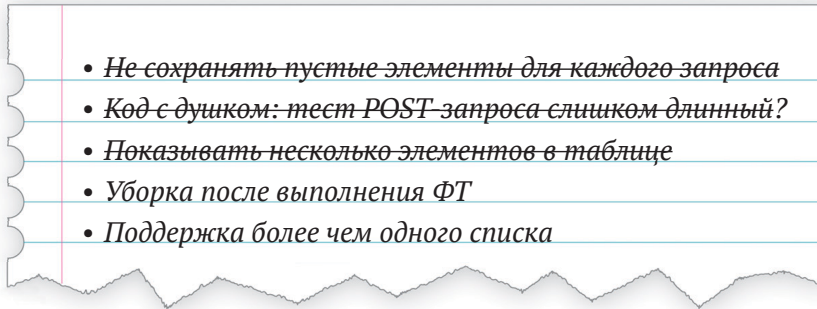 • Не сохранять пустые элементы для каждого запроса
• Код с душком: тест POST-запроса слишком длинный?
• Показывать несколько элементов в таблице
• Уборка после выполнения ФТ
• Поддержка более чем одного списка